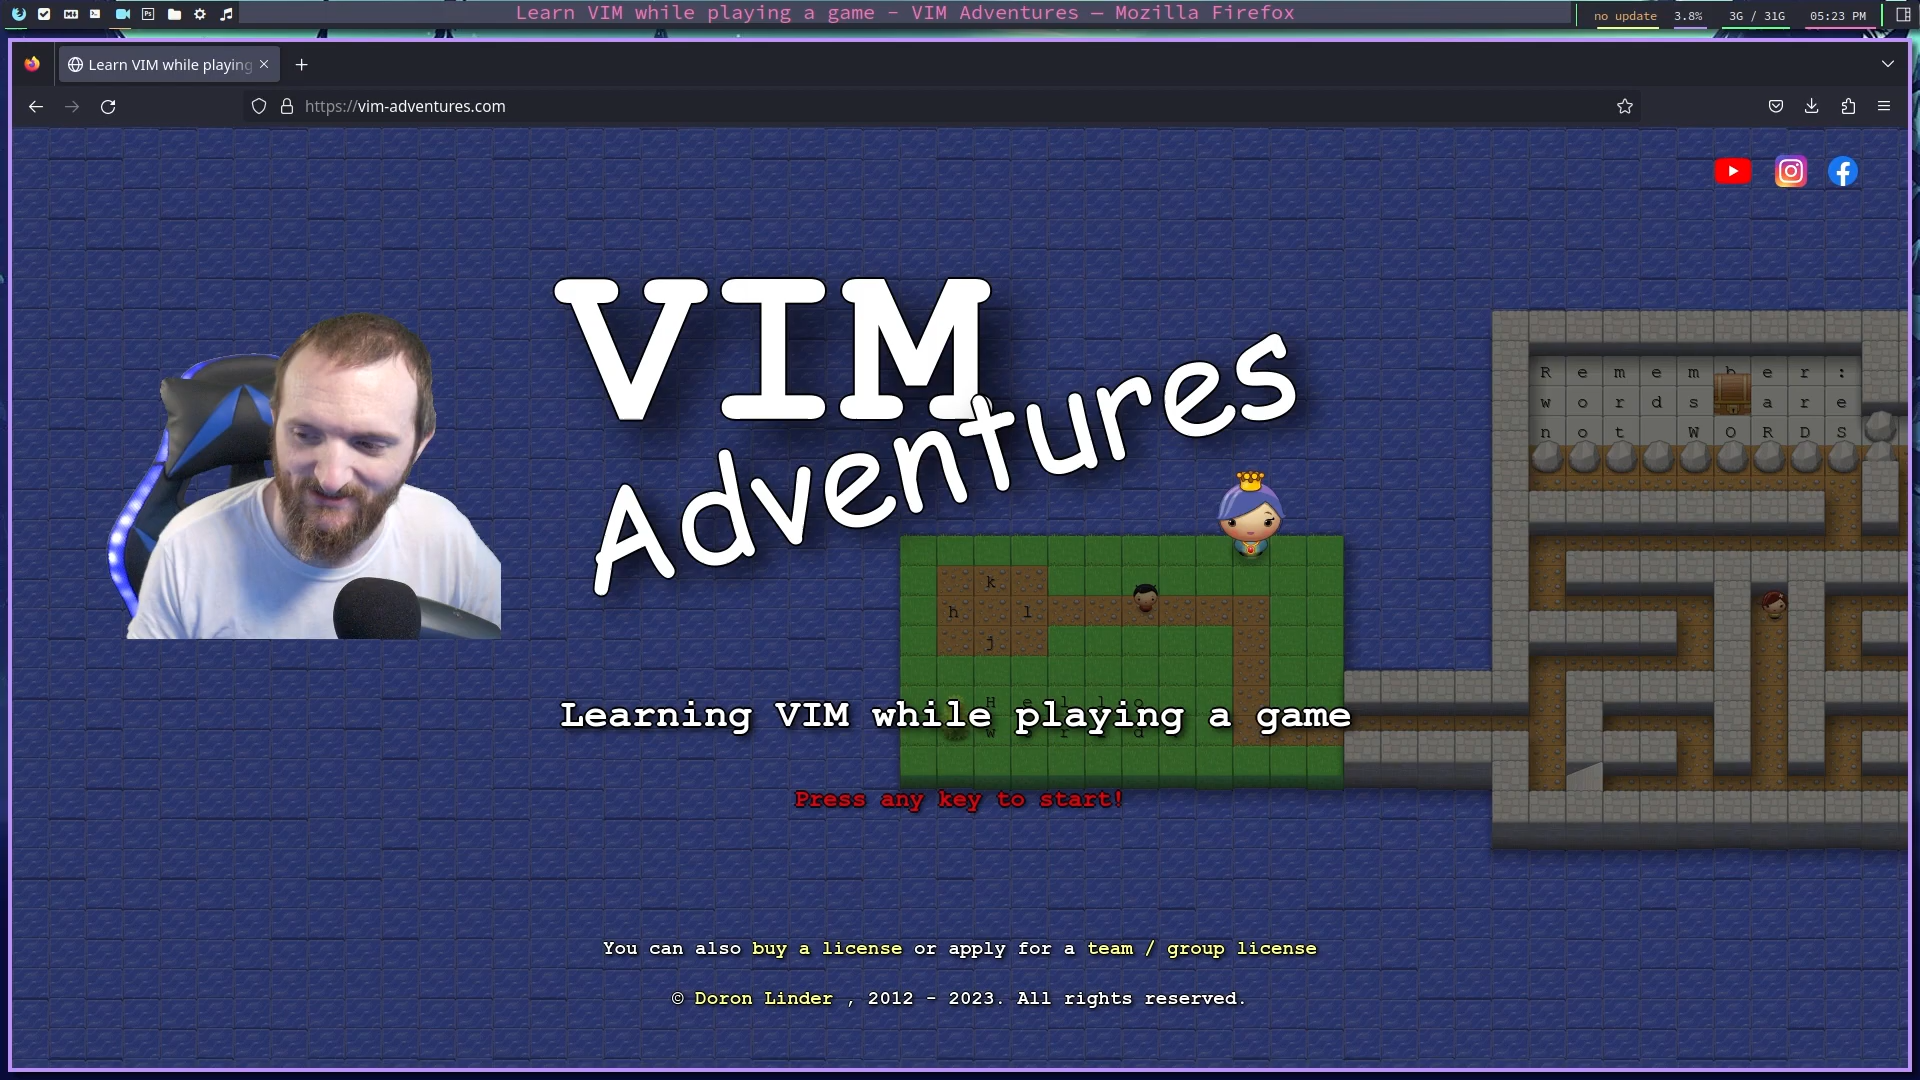 Learn VIM while playing a game - VIM Adventures — Mozilla Firefox
no update 3.8% 3G / 31G 05:23 PM
Learn VIM while playing
https://vim-adventures.com
VIM
Adventures
R e m e m b e r :
w o r d s a r e
n o t W O R D S
k
h l
j
H e l l o
w r d
Learning VIM while playing a game
Press any key to start!
You can also buy a license or apply for a team / group license
© Doron Linder , 2012 - 2023. All rights reserved.